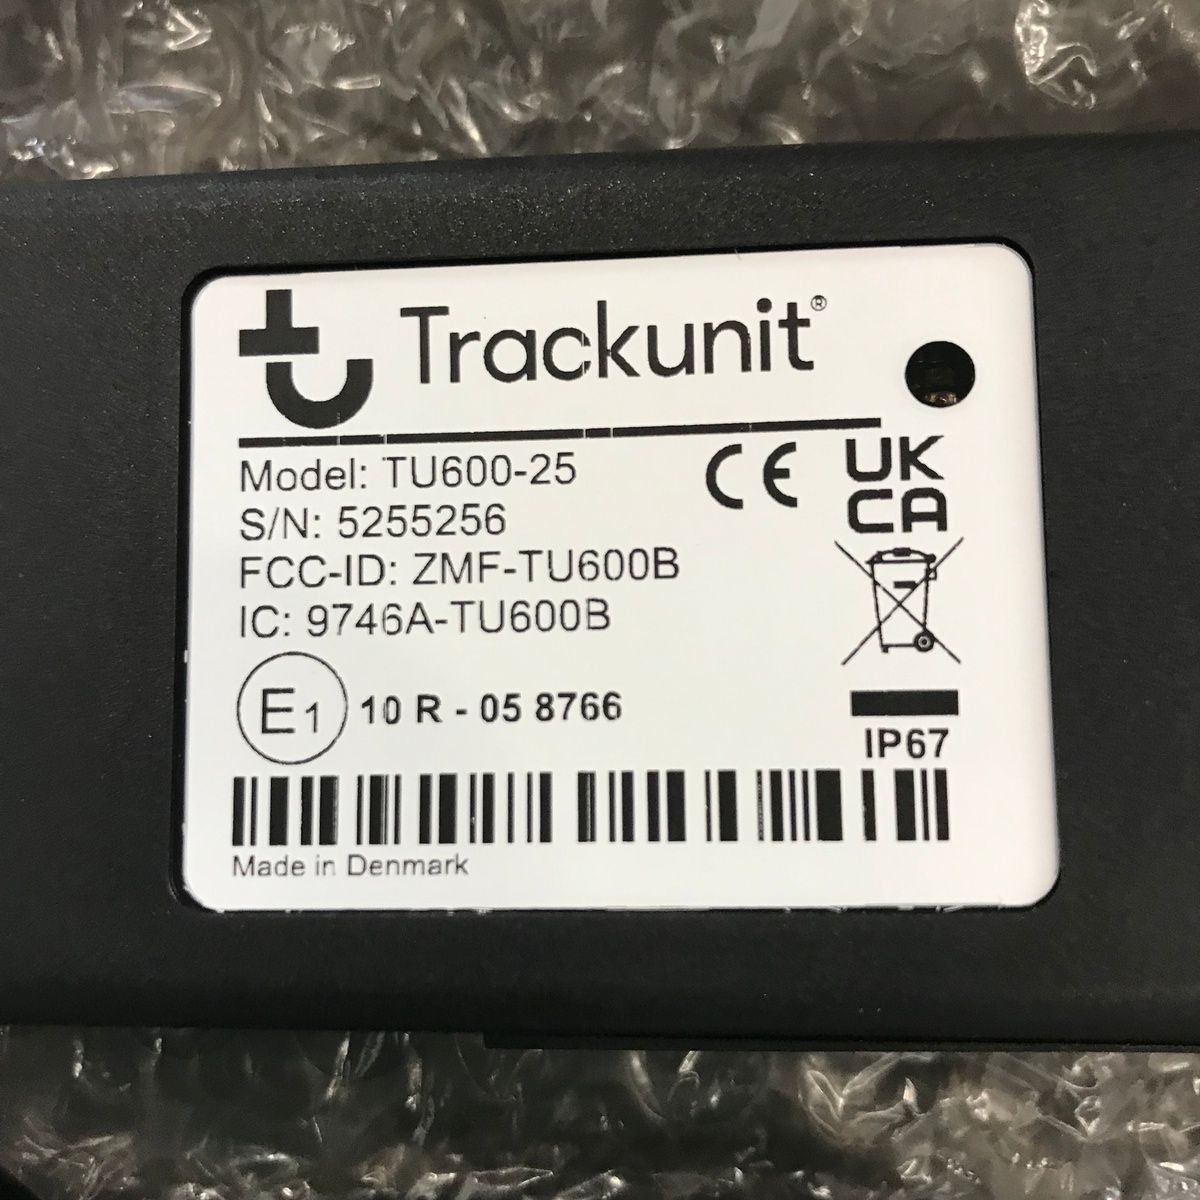 Trackunit®
Model: TU600-25
S/N: 5255256
FCC-ID: ZMF-TU600B
IC: 9746A-TU600B
CE
UK
CA
E1 10 R - 05 8766
IP67
Made in Denmark